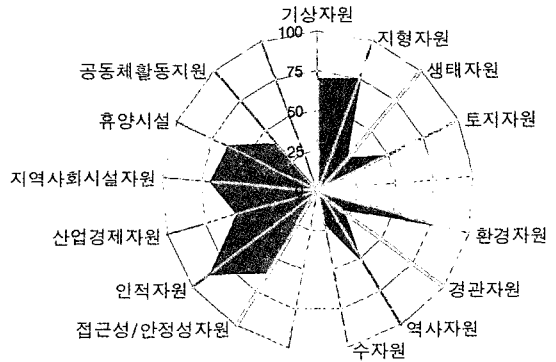 기상자원
100
지형자원
75
생태자원
50
토지자원
25
0
환경자원
경관자원
역사자원
수자원
접근성/안정성자원
인적자원
산업경제자원
지역사회시설자원
휴양시설
공동체활동지원